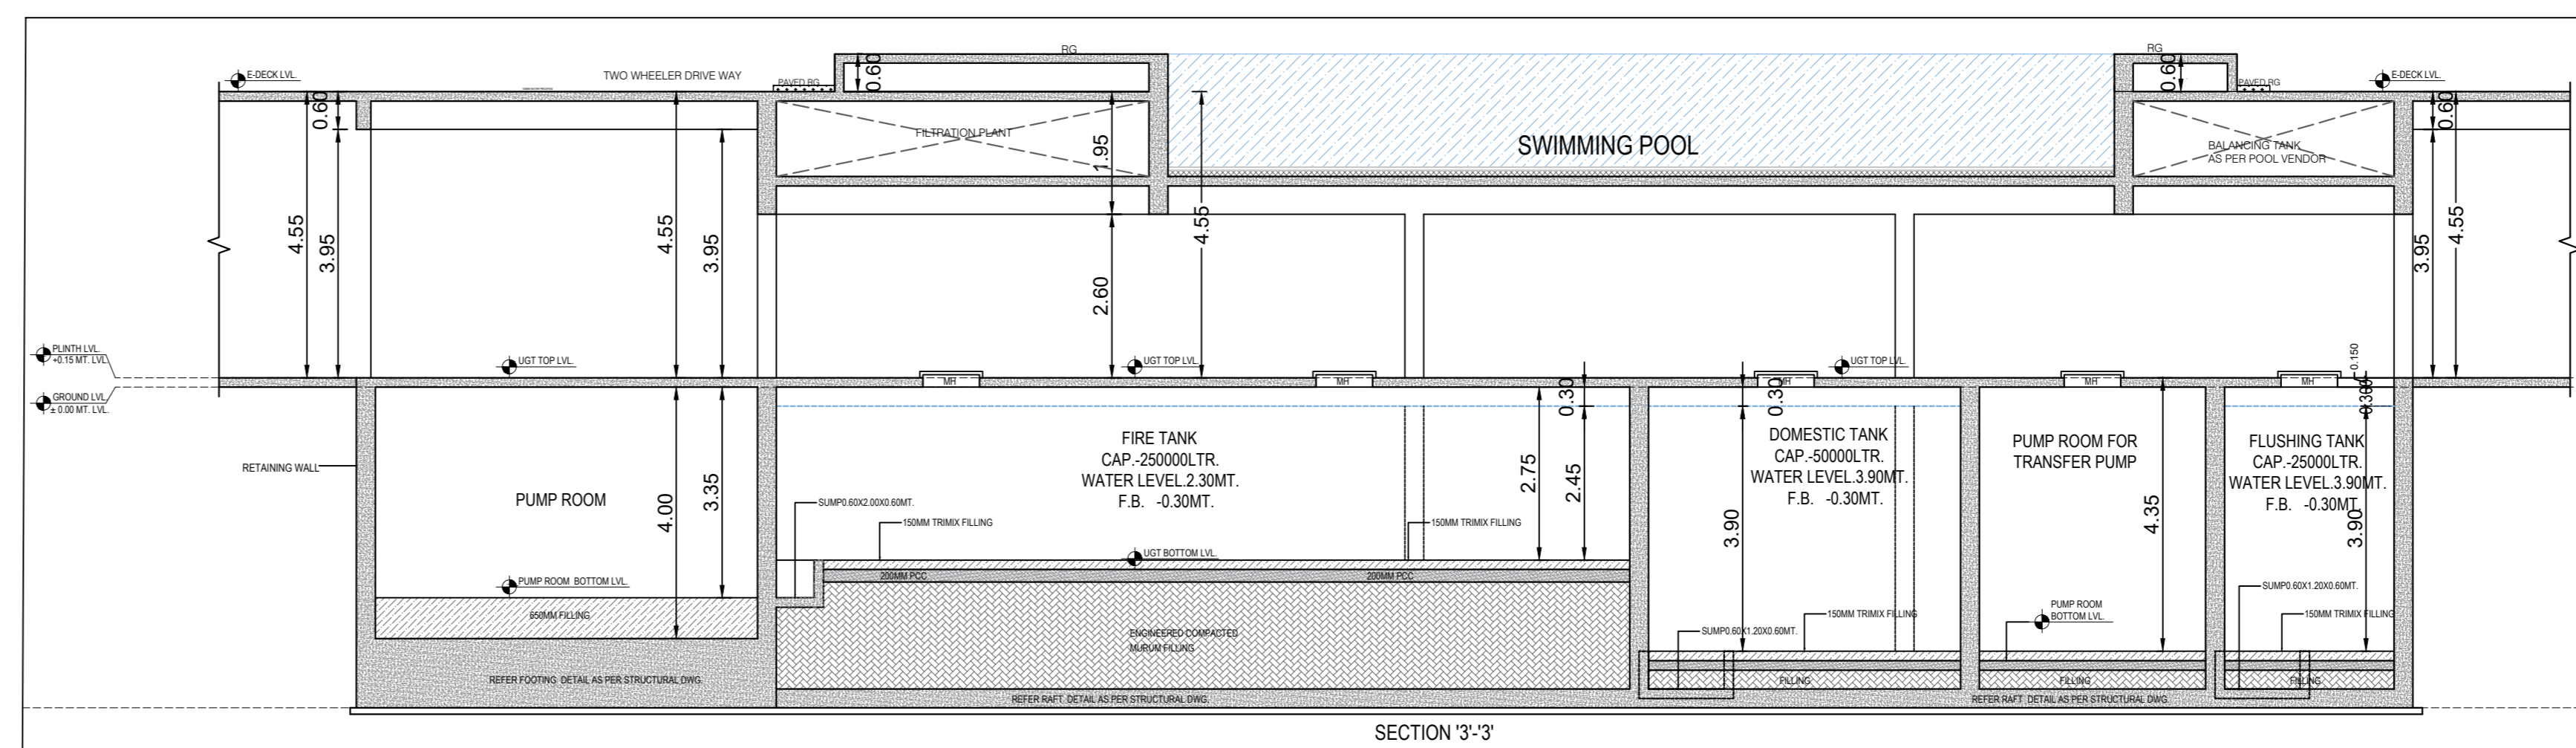 RG
RG
E-DECK LVL.
TWO WHEELER DRIVE WAY
PAVED RG
0.60
0.60
PAVED RG
E-DECK LVL.
0.60
0.60
FILTRATION PLANT
SWIMMING POOL
BALANCING TANK
AS PER POOL VENDOR
1.95
4.55
3.95
4.55
3.95
4.55
3.95
4.55
2.60
PLINTH LVL.
+0.15 MT. LVL.
GROUND LVL.
± 0.00 MT. LVL.
UGT TOP LVL.
UGT TOP LVL.
UGT TOP LVL.
MH
MH
MH
MH
MH
0.150
0.300
0.30
0.30
RETAINING WALL
PUMP ROOM
4.00
3.35
PUMP ROOM BOTTOM LVL.
650MM FILLING
REFER FOOTING DETAIL AS PER STRUCTURAL DWG.
FIRE TANK
CAP.-250000LTR.
WATER LEVEL.2.30MT.
F.B. -0.30MT.
SUMP0.60X2.00X0.60MT.
150MM TRIMIX FILLING
150MM TRIMIX FILLING
2.75
2.45
UGT BOTTOM LVL.
200MM PCC
200MM PCC
ENGINEERED COMPACTED
MURUM FILLING
REFER RAFT DETAIL AS PER STRUCTURAL DWG.
DOMESTIC TANK
CAP.-50000LTR.
WATER LEVEL.3.90MT.
F.B. -0.30MT.
3.90
150MM TRIMIX FILLING
SUMP0.60X1.20X0.60MT.
FILLING
PUMP ROOM FOR
TRANSFER PUMP
4.35
PUMP ROOM
BOTTOM LVL.
FILLING
REFER RAFT DETAIL AS PER STRUCTURAL DWG.
FLUSHING TANK
CAP.-25000LTR.
WATER LEVEL.3.90MT.
F.B. -0.30MT.
3.90
SUMP0.60X1.20X0.60MT.
150MM TRIMIX FILLING
FILLING
SECTION '3'-'3'